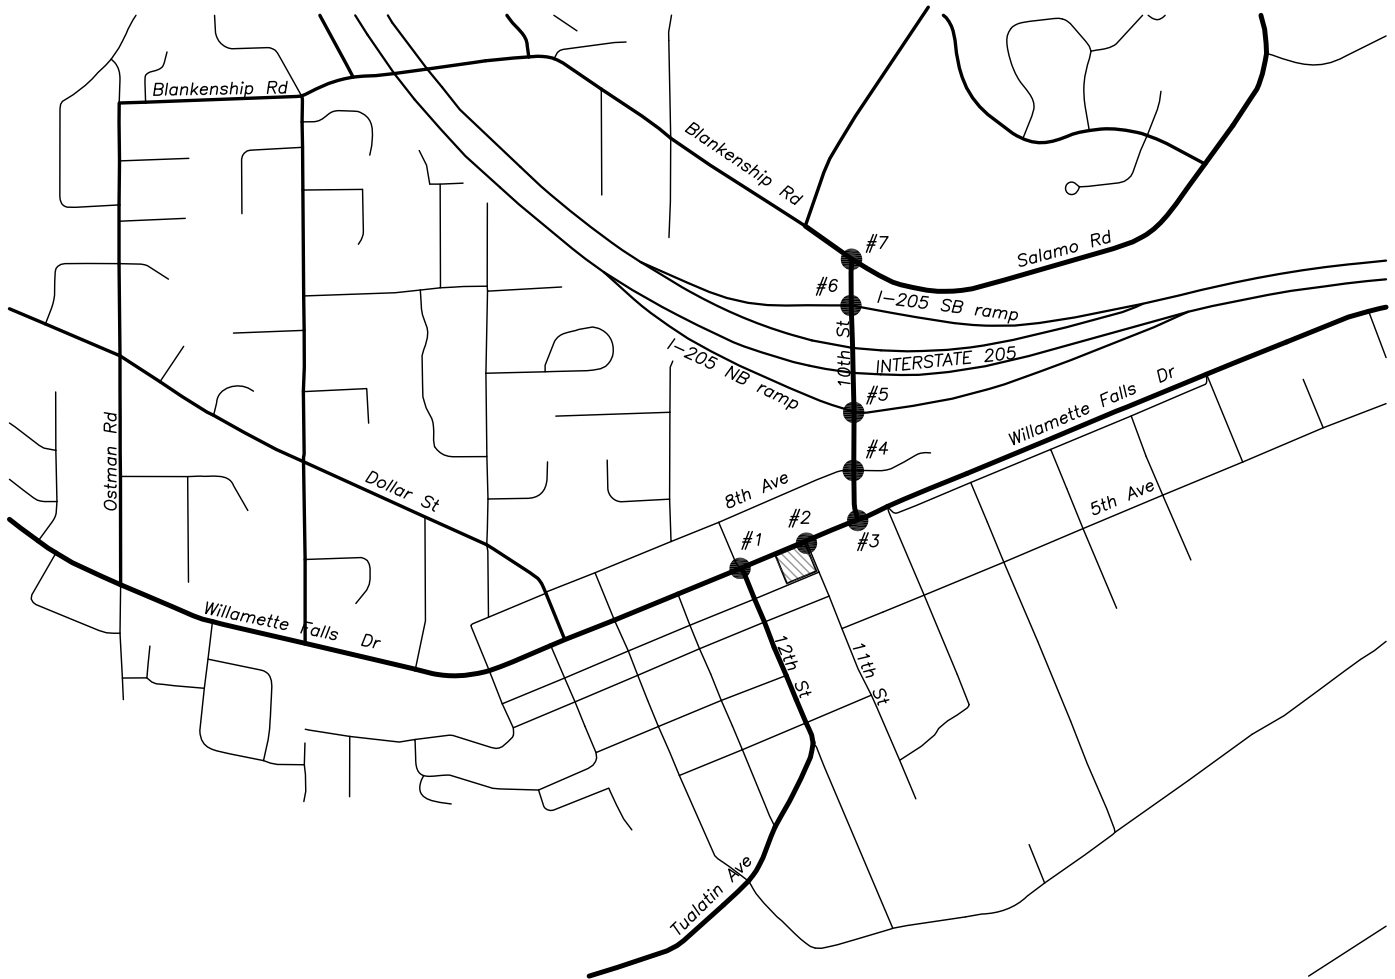 Blankenship Rd
Blankenship Rd
#7
Salamo Rd
#6
I-205 SB ramp
10th St
INTERSTATE 205
I-205 NB ramp
#5
Willamette Falls Dr
Ostman Rd
#4
Dollar St
8th Ave
5th Ave
#2
#1
#3
Willamette Falls Dr
12th St
11th St
Tualatin Ave